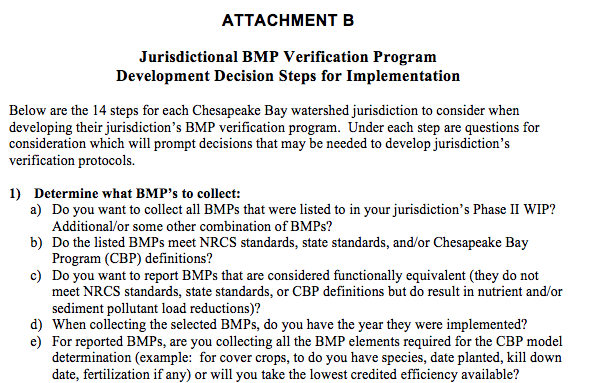 ATTACHMENT B
Jurisdictional BMP Verification Program
Development Decision Steps for Implementation
Below are the 14 steps for each Chesapeake Bay watershed jurisdiction to consider when
developing their jurisdiction’s BMP verification program.  Under each step are questions for
consideration which will prompt decisions that may be needed to develop jurisdiction’s
verification protocols.
1) Determine what BMP’s to collect:
a) Do you want to collect all BMPs that were listed to in your jurisdiction’s Phase II WIP?
Additional/or some other combination of BMPs?
b) Do the listed BMPs meet NRCS standards, state standards, and/or Chesapeake Bay
Program (CBP) definitions?
c) Do you want to report BMPs that are considered functionally equivalent (they do not
meet NRCS standards, state standards, or CBP definitions but do result in nutrient and/or
sediment pollutant load reductions)?
d) When collecting the selected BMPs, do you have the year they were implemented?
e) For reported BMPs, are you collecting all the BMP elements required for the CBP model
determination (example:  for cover crops, to do you have species, date planted, kill down
date, fertilization if any) or will you take the lowest credited efficiency available?